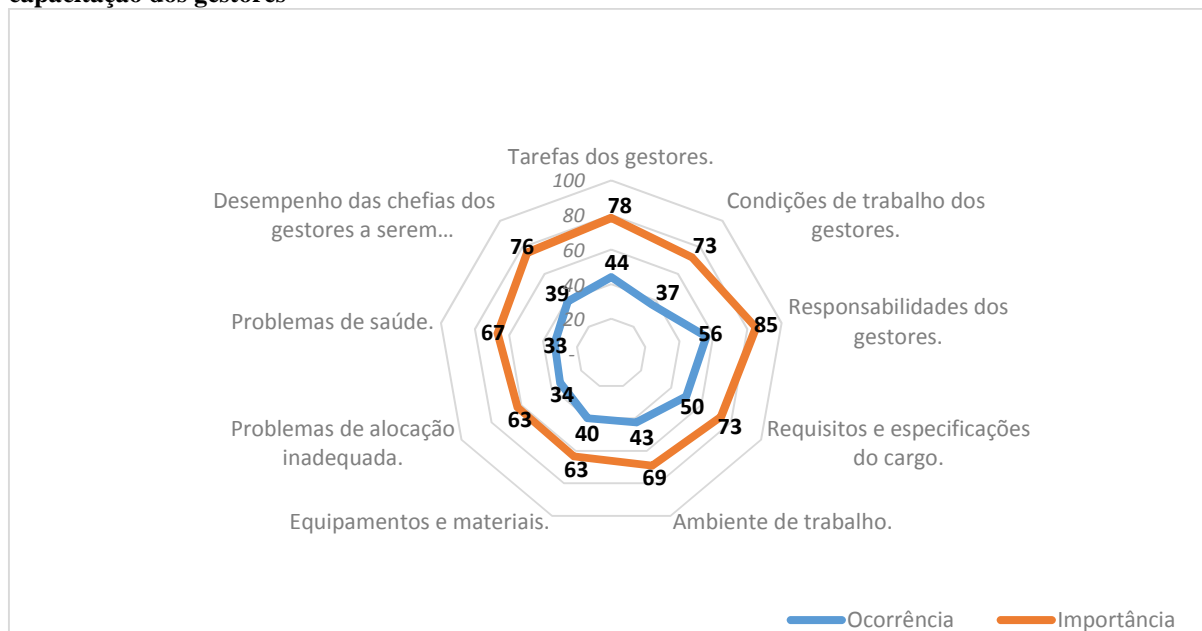 capacitação dos gestores
Tarefas dos gestores.
100
78
Desempenho das chefias dos
gestores a serem...
Condições de trabalho dos
gestores.
80
76
73
60
44
40
39
37
20
Problemas de saúde.
67
33
-
56
85
Responsabilidades dos
gestores.
Problemas de alocação
inadequada.
63
34
50
73
Requisitos e especificações
do cargo.
40
43
63
69
Equipamentos e materiais.
Ambiente de trabalho.
Ocorrência
Importância